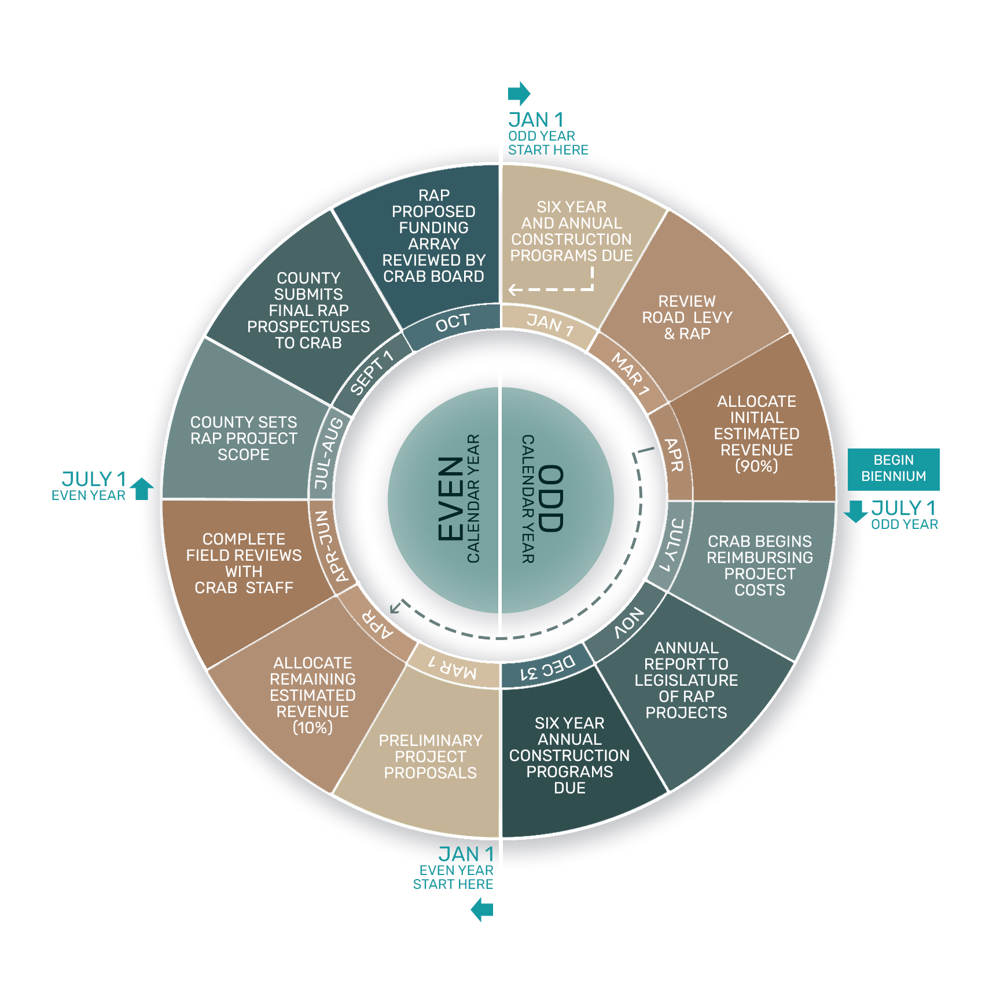 JAN 1
ODD YEAR
START HERE
SIX YEAR
AND ANNUAL
CONSTRUCTION
PROGRAMS DUE
JAN 1
REVIEW
ROAD LEVY
& RAP
MAR 1
ALLOCATE
INITIAL
ESTIMATED
REVENUE
(90%)
APR
BEGIN
BIENNIUM
JULY 1
ODD YEAR
CRAB BEGINS
REIMBURSING
PROJECT
COSTS
JULY 1
ANNUAL
REPORT TO
LEGISLATURE
OF RAP
PROJECTS
NOV
SIX YEAR
ANNUAL
CONSTRUCTION
PROGRAMS
DUE
DEC 31
JAN 1
EVEN YEAR
START HERE
PRELIMINARY
PROJECT
PROPOSALS
MAR 1
ALLOCATE
REMAINING
ESTIMATED
REVENUE
(10%)
APR
COMPLETE
FIELD REVIEWS
WITH
CRAB STAFF
APR-JUN
JULY 1
EVEN YEAR
COUNTY SETS
RAP PROJECT
SCOPE
JUL-AUG
COUNTY
SUBMITS
FINAL RAP
PROSPECTUSES
TO CRAB
SEPT 1
RAP
PROPOSED
FUNDING
ARRAY
REVIEWED BY
CRAB BOARD
OCT
EVEN
CALENDAR YEAR
ODD
CALENDAR YEAR